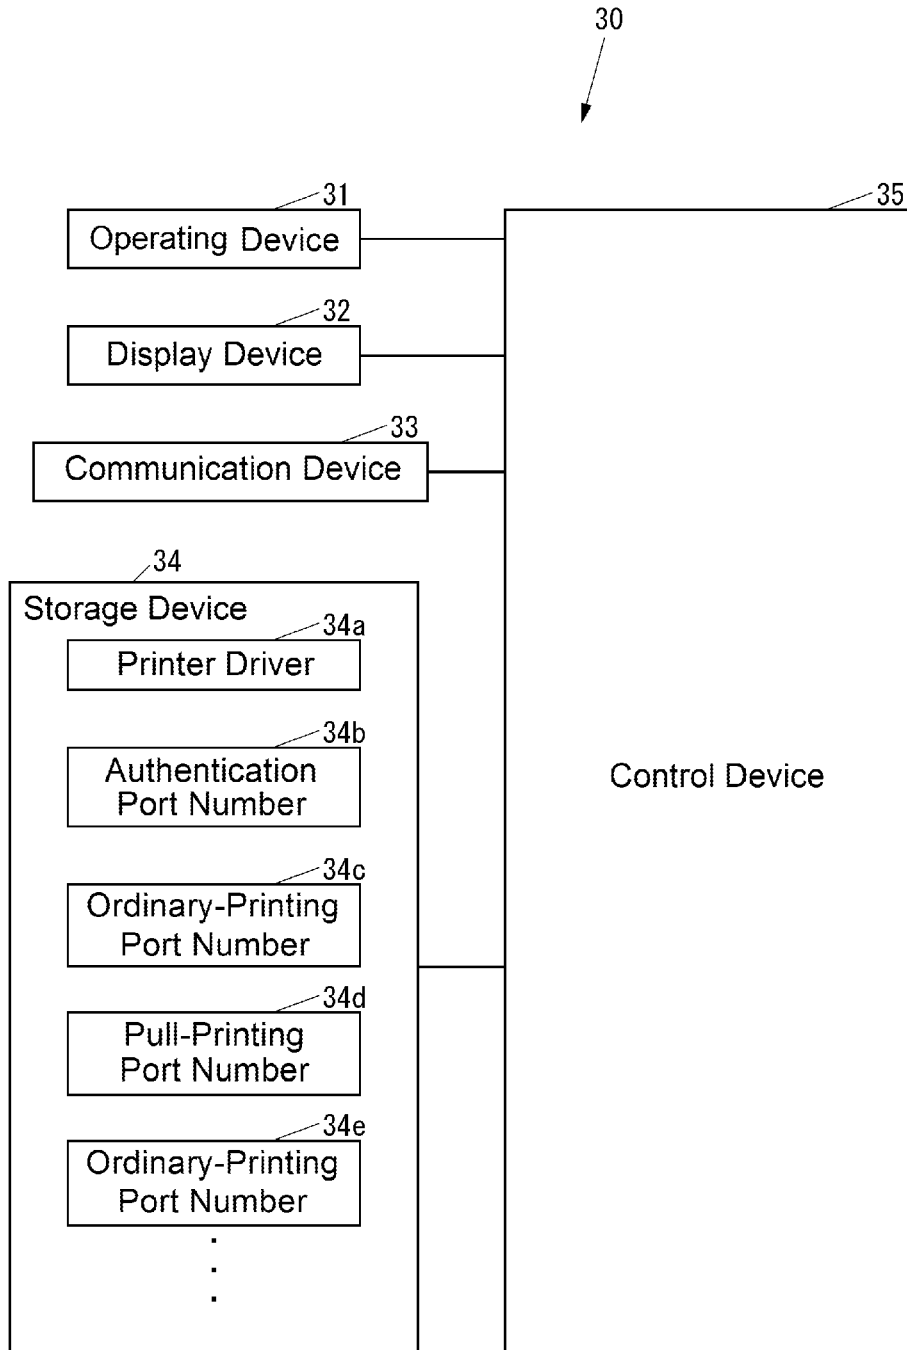 30
31
Operating Device
32
Display Device
33
Communication Device
34
Storage Device
34a
Printer Driver
34b
Authentication
Port Number
34c
Ordinary-Printing
Port Number
34d
Pull-Printing
Port Number
34e
Ordinary-Printing
Port Number
35
Control Device